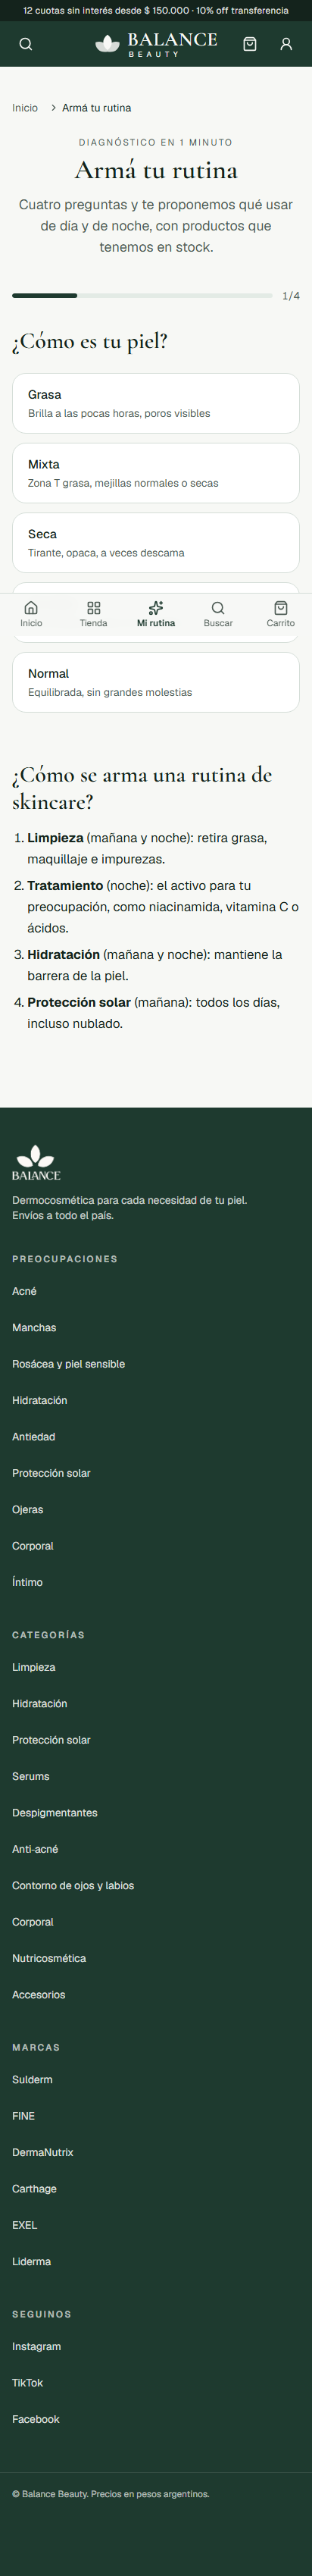 12 cuotas sin interés desde $ 150.000 · 10% off transferencia
BALANCE
BEAUTY
Inicio > Armá tu rutina
DIAGNÓSTICO EN 1 MINUTO
Armá tu rutina
Cuatro preguntas y te proponemos qué usar
de día y de noche, con productos que
tenemos en stock.
1/4
¿Cómo es tu piel?
Grasa
Brilla a las pocas horas, poros visibles
Mixta
Zona T grasa, mejillas normales o secas
Seca
Tirante, opaca, a veces descama
Inicio
Tienda
Mi rutina
Buscar
Carrito
Normal
Equilibrada, sin grandes molestias
¿Cómo se arma una rutina de
skincare?
1. Limpieza (mañana y noche): retira grasa,
maquillaje e impurezas.
2. Tratamiento (noche): el activo para tu
preocupación, como niacinamida, vitamina C o
ácidos.
3. Hidratación (mañana y noche): mantiene la
barrera de la piel.
4. Protección solar (mañana): todos los días,
incluso nublado.
BALANCE
Dermocosmética para cada necesidad de tu piel.
Envíos a todo el país.
PREOCUPACIONES
Acné
Manchas
Rosácea y piel sensible
Hidratación
Antiedad
Protección solar
Ojeras
Corporal
Íntimo
CATEGORÍAS
Limpieza
Hidratación
Protección solar
Serums
Despigmentantes
Anti-acné
Contorno de ojos y labios
Corporal
Nutricosmética
Accesorios
MARCAS
Sulderm
FINE
DermaNutrix
Carthage
EXEL
Liderma
SEGUINOS
Instagram
TikTok
Facebook
© Balance Beauty. Precios en pesos argentinos.